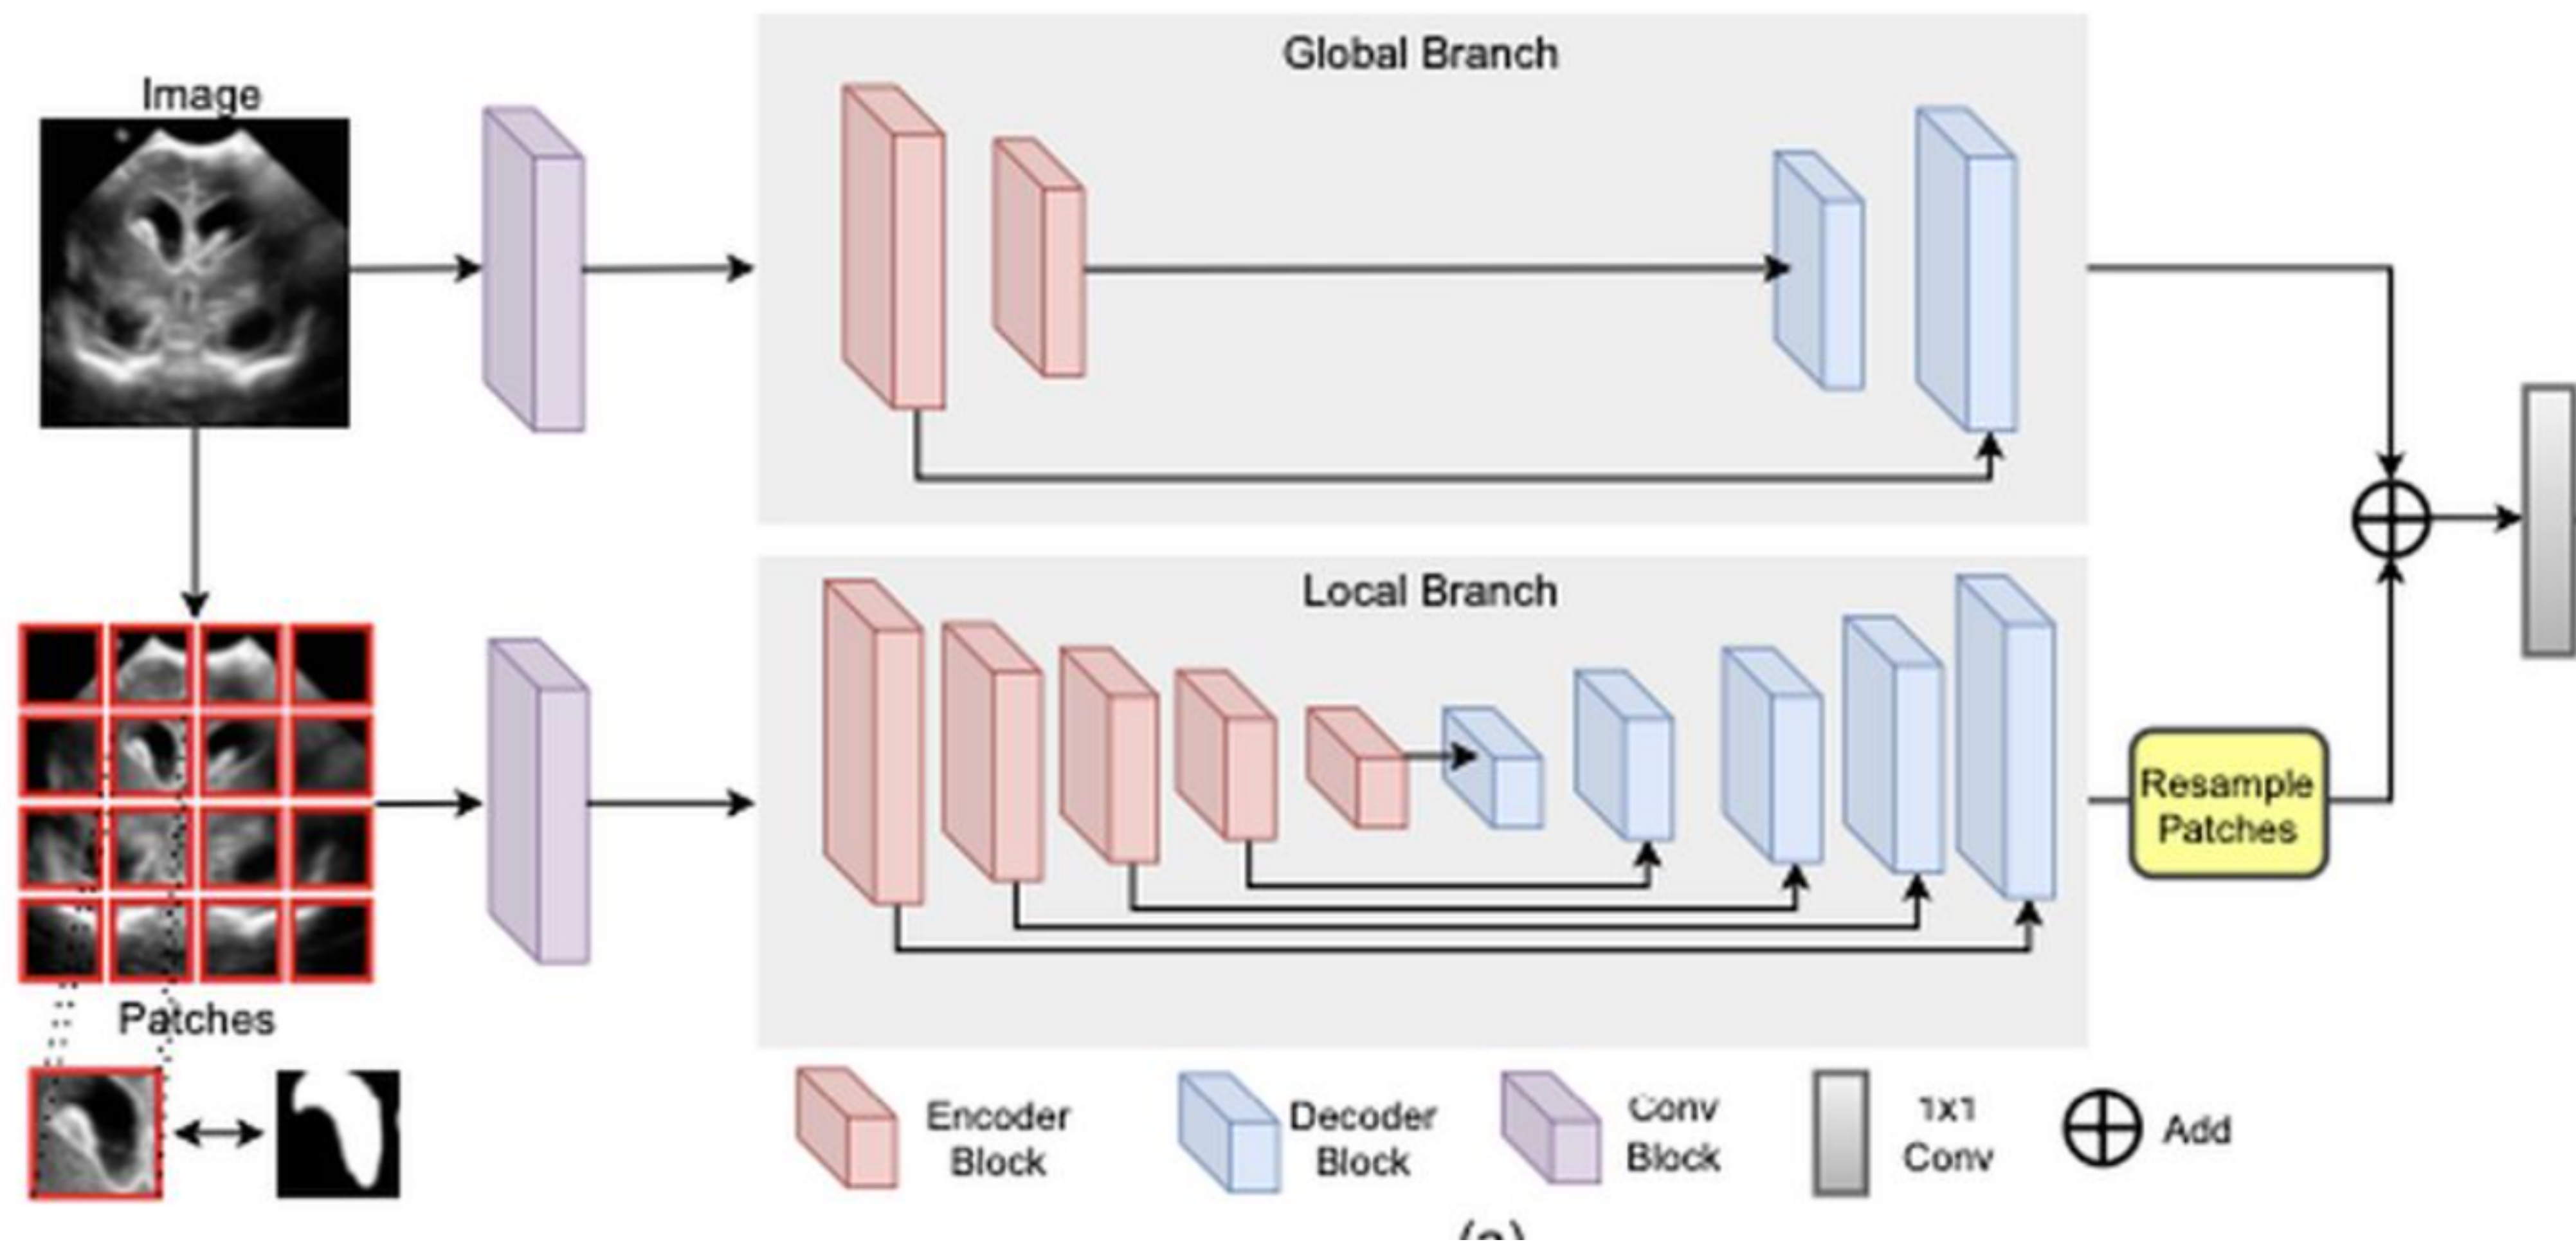 Global Branch
Image
Local Branch
Resample
Patches
Patches
Encoder
Block
Decoder
Block
Conv
Block
1x1
Conv
Add